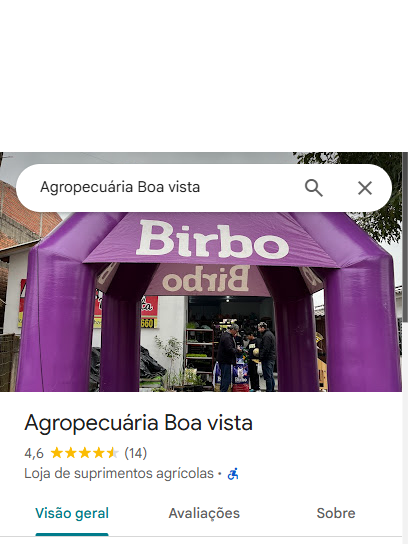 Agropecuária Boa vista
Birbo
Birbo
660
Agropecuária Boa vista
4,6 (14)
Loja de suprimentos agrícolas ·
Visão geral Avaliações Sobre